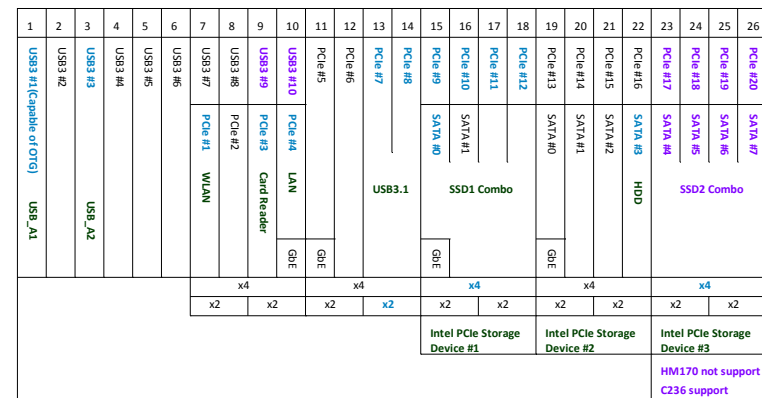 1 2 3 4 5 6 7 8 9 10 11 12 13 14 15 16 17 18 19 20 21 22 23 24 25 26
USB3 #1(Capable of OTG) USB_A1
USB3 #2
USB3 #3 USB_A2
USB3 #4
USB3 #5
USB3 #6
USB3 #7 PCIe #1 WLAN
USB3 #8 PCIe #2
USB3 #9 PCIe #3 Card Reader
USB3 #10 PCIe #4 LAN GbE
PCIe #5 GbE
PCIe #6
PCIe #7
PCIe #8
USB3.1
PCIe #9 SATA #0 GbE
PCIe #10 SATA #1
PCIe #11
PCIe #12
SSD1 Combo
PCIe #13 SATA #0 GbE
PCIe #14 SATA #1
PCIe #15 SATA #2
PCIe #16 SATA #3 HDD
PCIe #17 SATA #4
PCIe #18 SATA #5
PCIe #19 SATA #6
PCIe #20 SATA #7
SSD2 Combo
x4 x4 x4 x4 x4
x2 x2 x2 x2 x2 x2 x2 x2 x2 x2
Intel PCIe Storage
Device #1
Intel PCIe Storage
Device #2
Intel PCIe Storage
Device #3
HM170 not support
C236 support